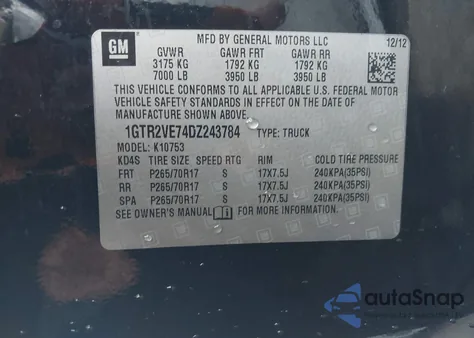 GM
MFD BY GENERAL MOTORS LLC
12/12
GVWR GAWR FRT GAWR RR
3175 KG 1792 KG 1792 KG
7000 LB 3950 LB 3950 LB
THIS VEHICLE CONFORMS TO ALL APPLICABLE U.S. FEDERAL MOTOR
VEHICLE SAFETY AND THEFT PREVENTION STANDARDS IN EFFECT ON
THE DATE OF MANUFACTURE SHOWN ABOVE.
1GTR2VE74DZ243784 TYPE: TRUCK
MODEL: K10753
KD4S TIRE SIZE SPEED RTG RIM COLD TIRE PRESSURE
FRT P265/70R17 S 17X7.5J 240KPA(35PSI)
RR P265/70R17 S 17X7.5J 240KPA(35PSI)
SPA P265/70R17 S 17X7.5J 240KPA(35PSI)
SEE OWNER'S MANUAL FOR MORE INFORMATION.
autoSnap